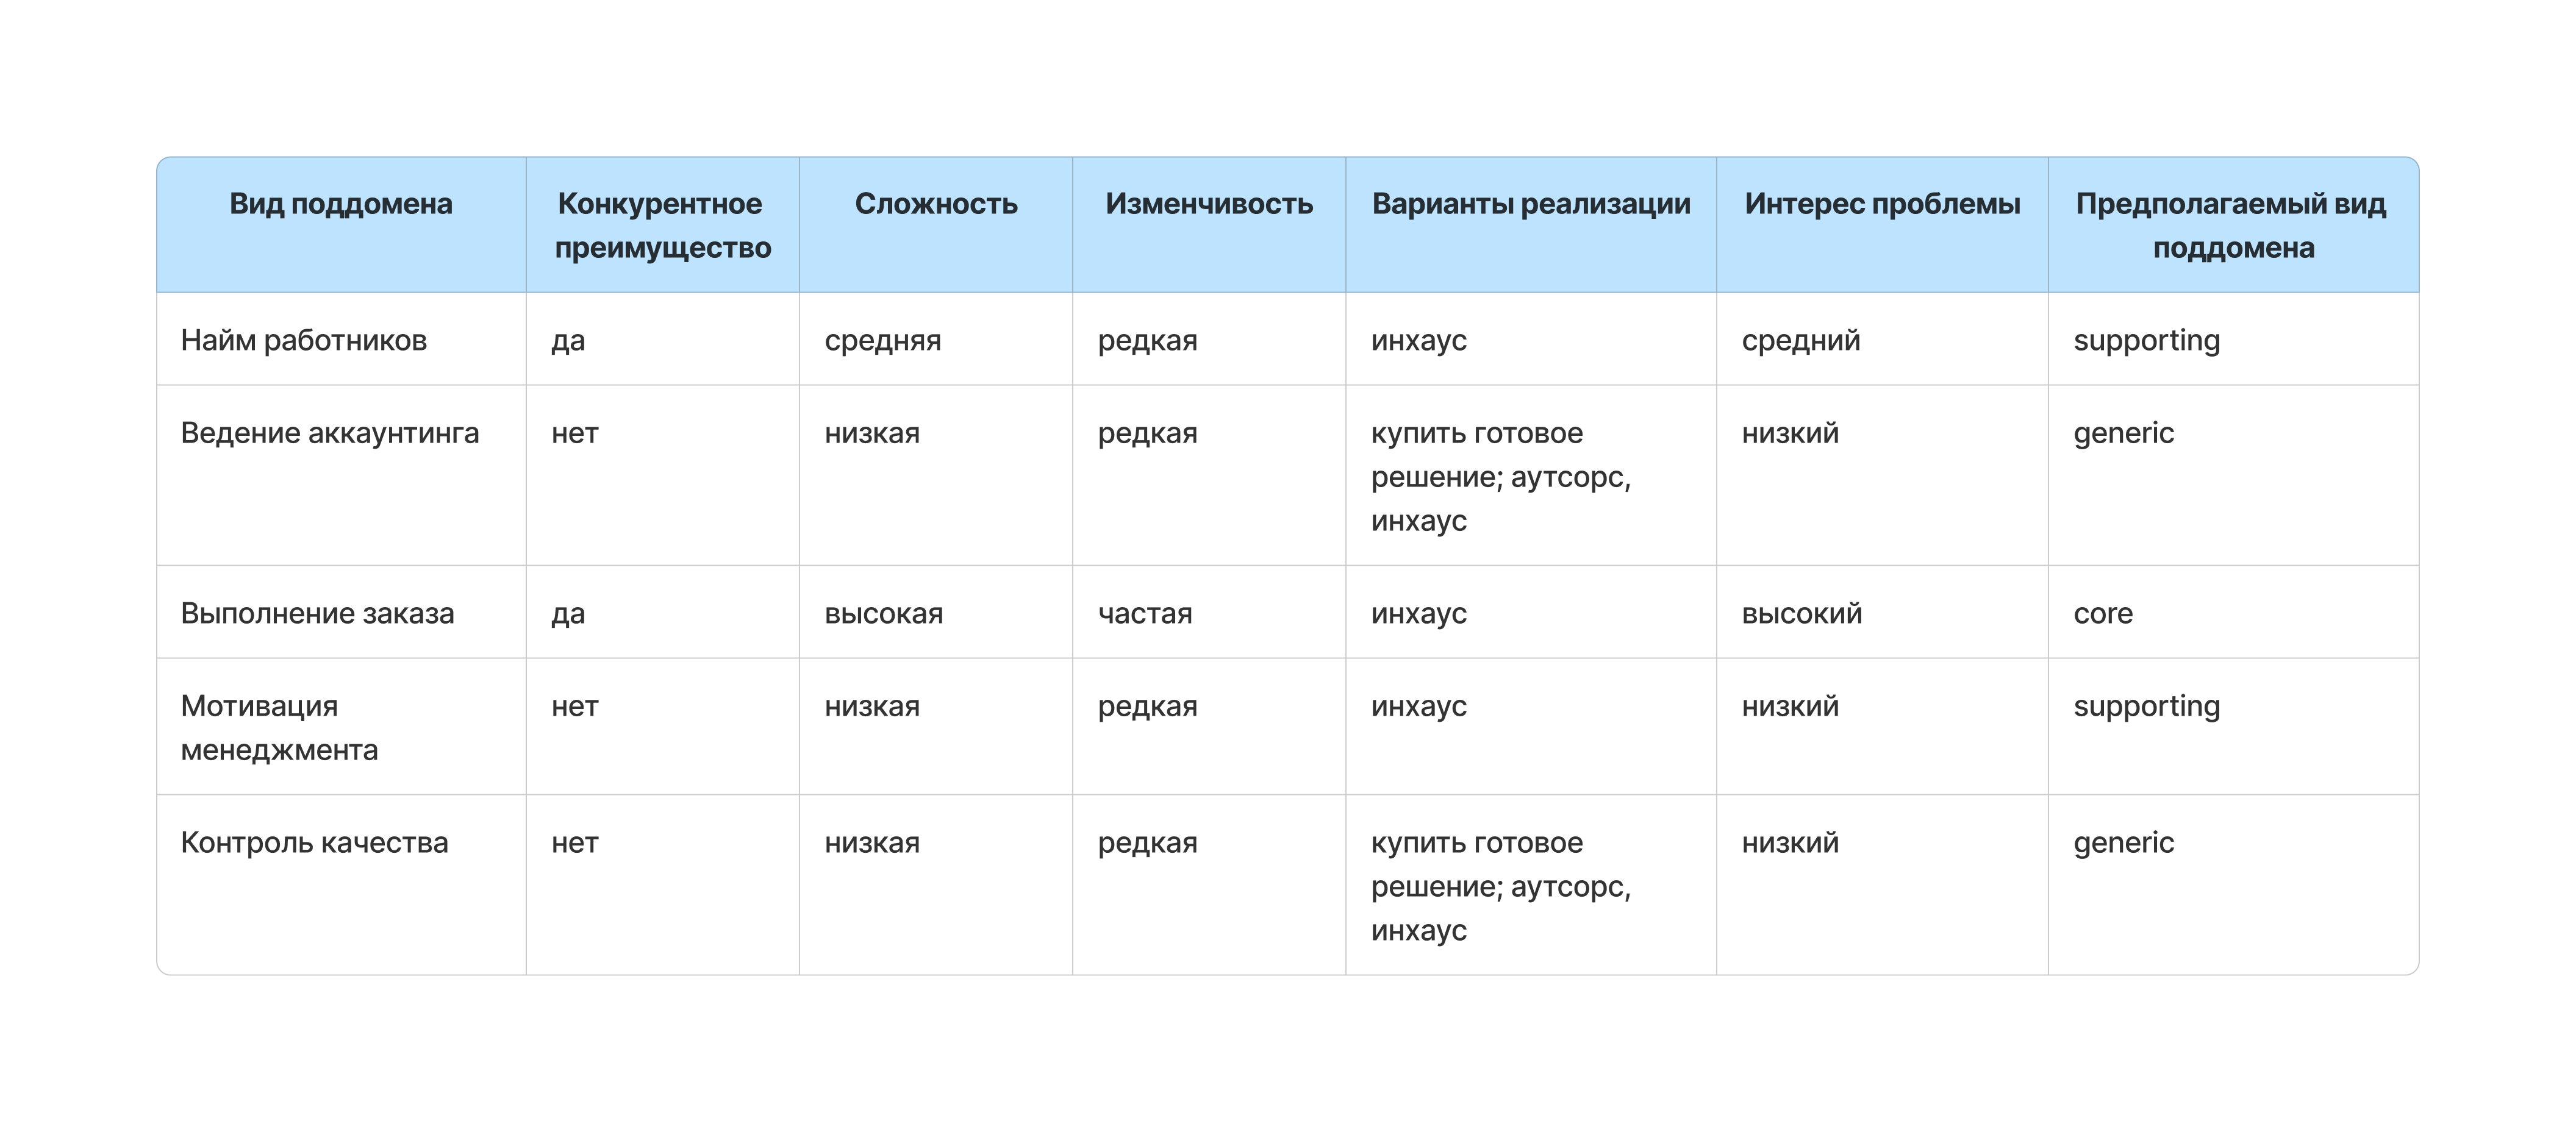 Вид поддомена
Конкурентное
преимущество
Сложность
Изменчивость
Варианты реализации
Интерес проблемы
Предполагаемый вид
поддомена
Найм работников
да
средняя
редкая
инхаус
средний
supporting
Ведение аккаунтинга
нет
низкая
редкая
купить готовое
решение; аутсорс,
инхаус
низкий
generic
Выполнение заказа
да
высокая
частая
инхаус
высокий
core
Мотивация
менеджмента
нет
низкая
редкая
инхаус
низкий
supporting
Контроль качества
нет
низкая
редкая
купить готовое
решение; аутсорс,
инхаус
низкий
generic